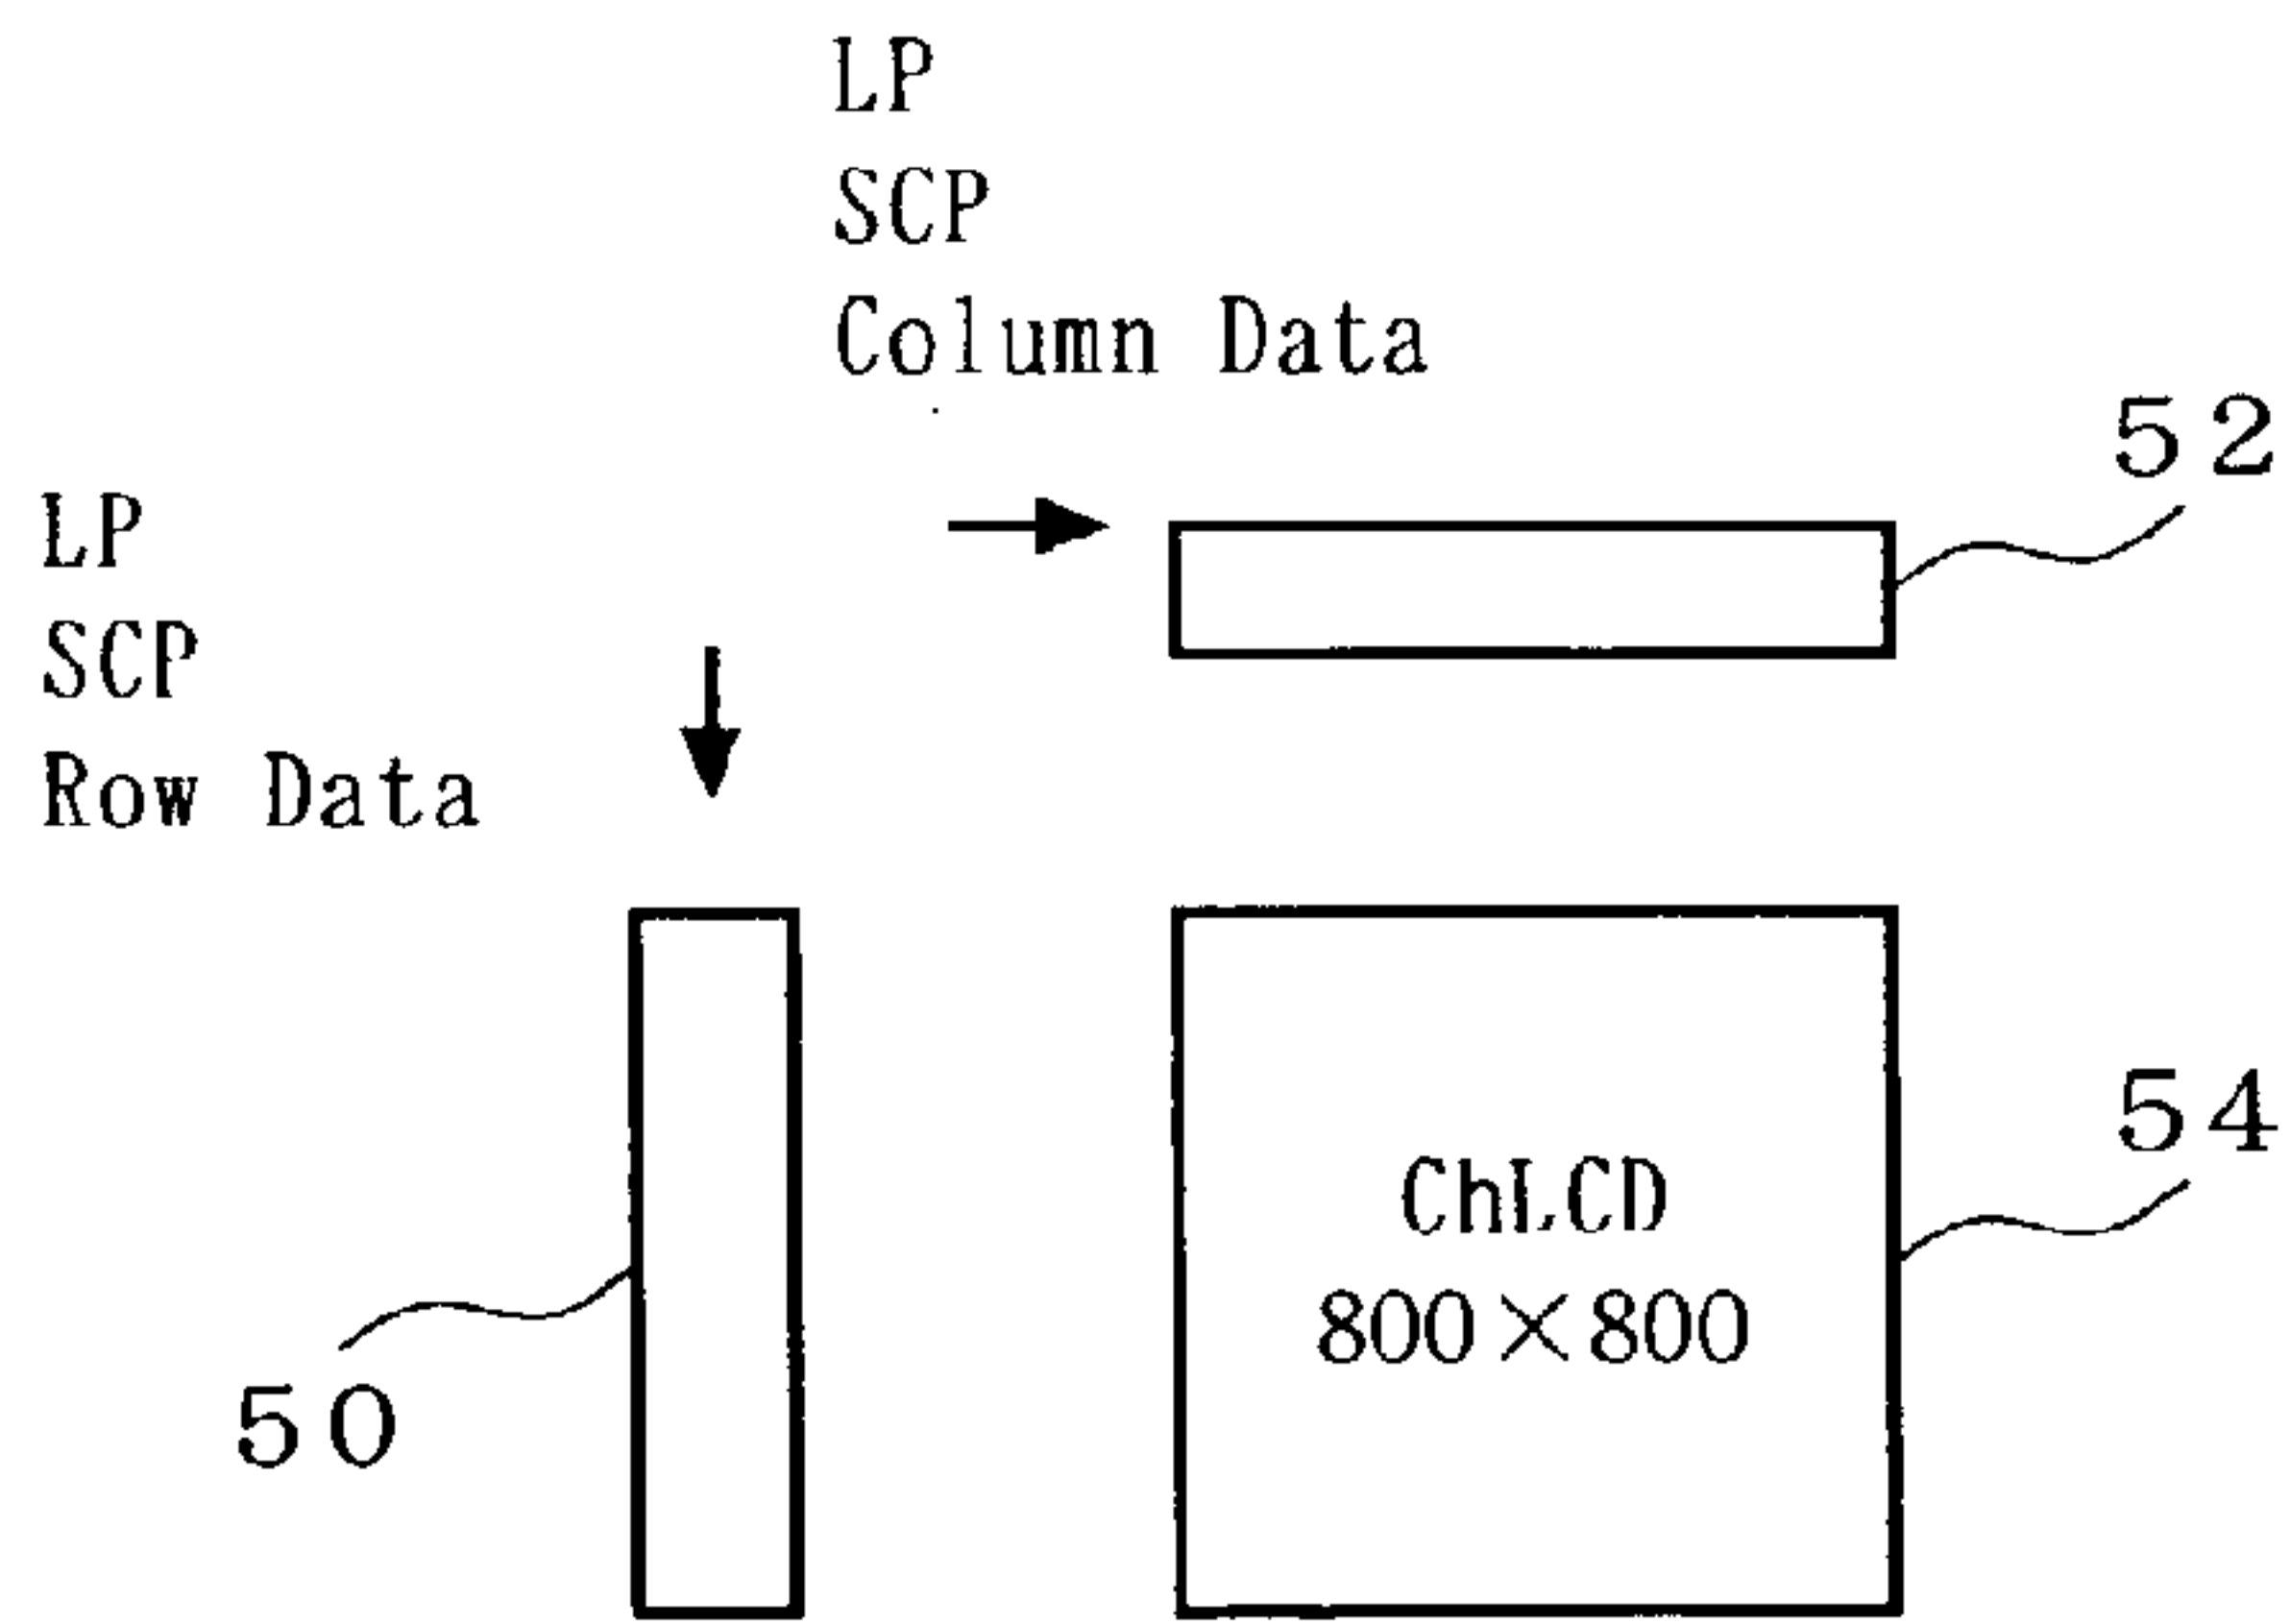 LP
SCP
Column Data
52
LP
SCP
Row Data
54
ChLCD
800×800
50